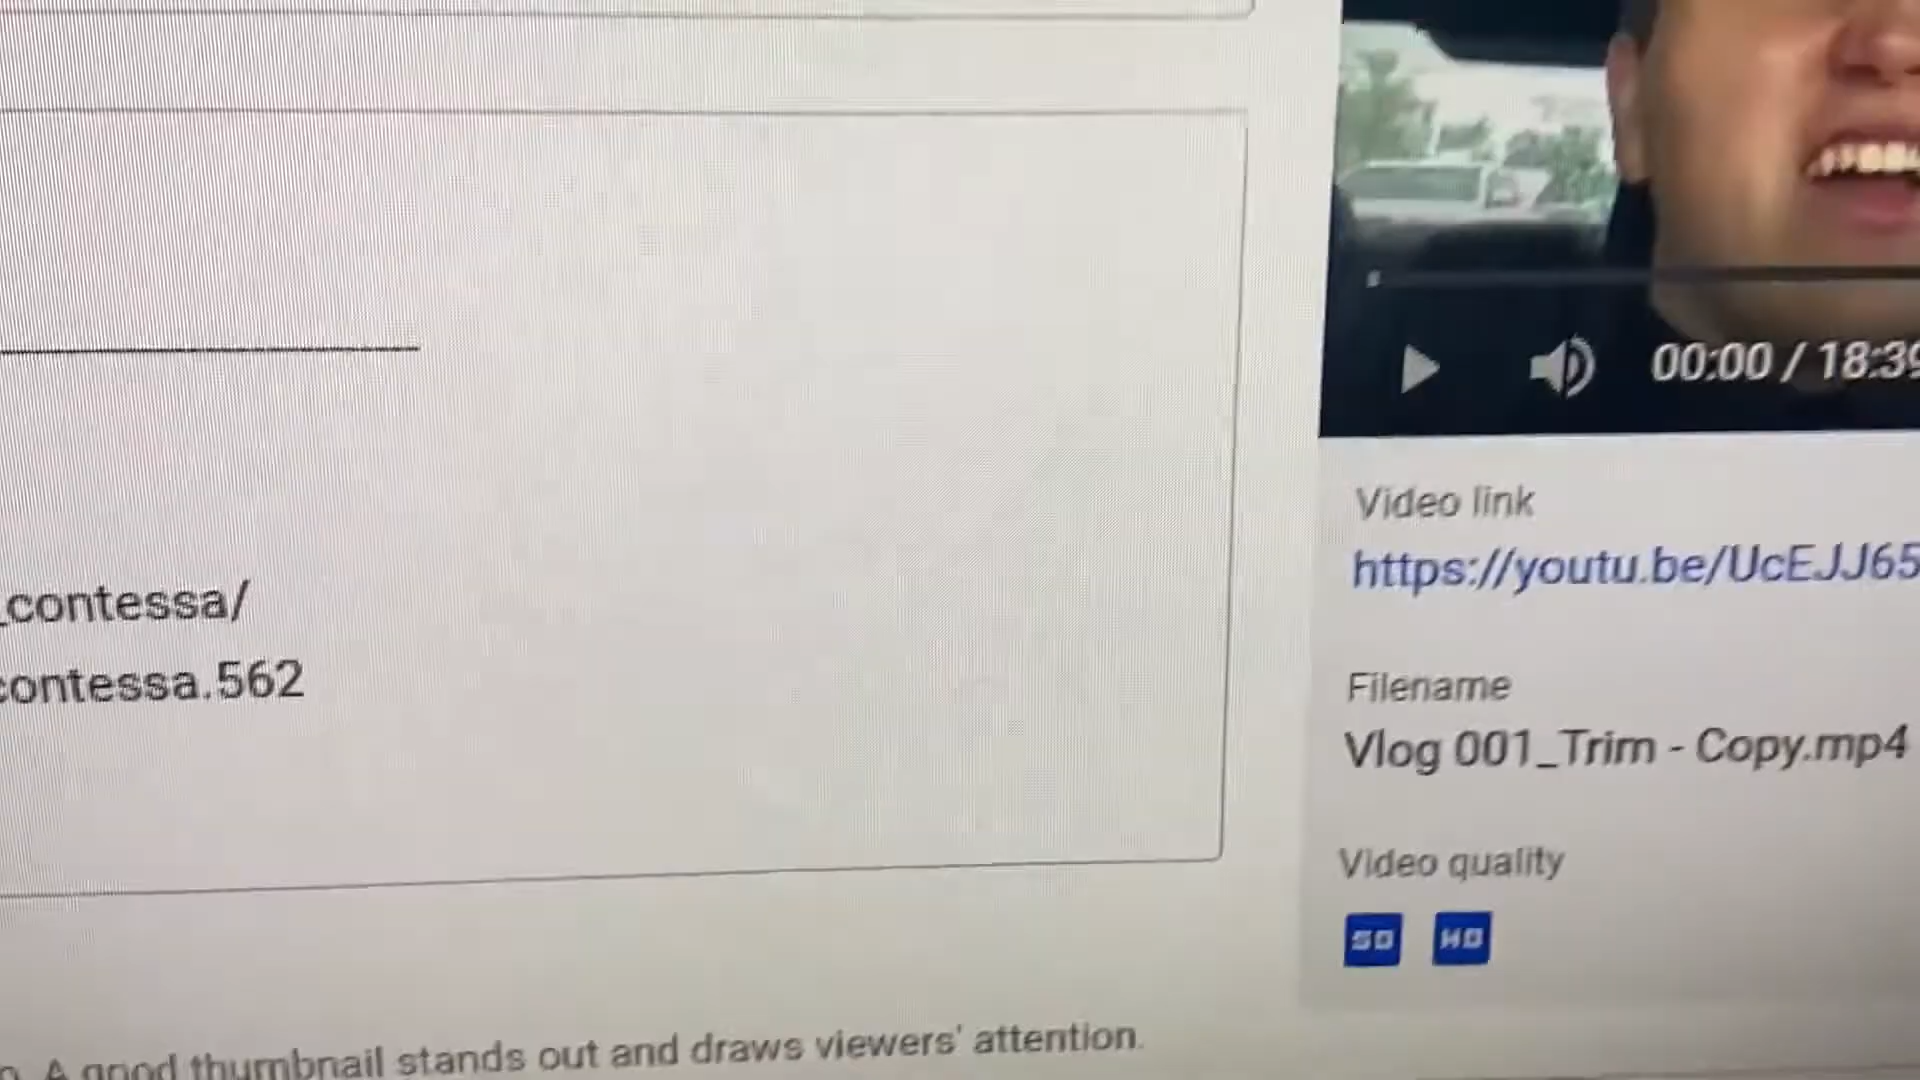 _contessa/
contessa.562
A good thumbnail stands out and draws viewers' attention.
00:00 / 18:39
Video link
https://youtu.be/UcEJJ65
Filename
Vlog 001_Trim - Copy.mp4
Video quality
SD HD